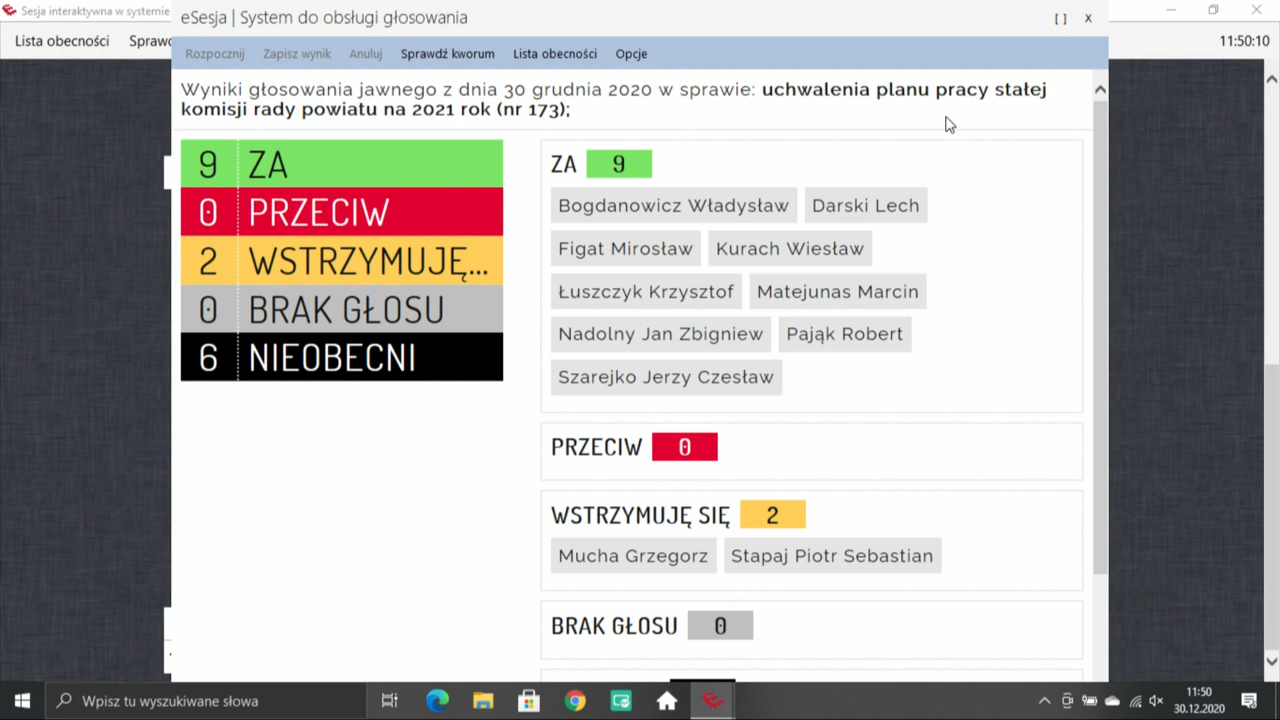 Sesja interaktywna w systemie
eSesja | System do obsługi głosowania
[ ] X
Lista obecności
Rozpocznij Zapisz wynik Anuluj Sprawdź kworum Lista obecności Opcje
11:50:10
Wyniki głosowania jawnego z dnia 30 grudnia 2020 w sprawie: uchwalenia planu pracy stałej
komisji rady powiatu na 2021 rok (nr 173);
9 ZA
0 PRZECIW
2 WSTRZYMUJĘ...
0 BRAK GŁOSU
6 NIEOBECNI
ZA 9
Bogdanowicz Władysław Darski Lech
Figat Mirosław Kurach Wiesław
Łuszczyk Krzysztof Matejunas Marcin
Nadolny Jan Zbigniew Pająk Robert
Szarejko Jerzy Czesław
PRZECIW 0
WSTRZYMUJĘ SIĘ 2
Mucha Grzegorz Stapaj Piotr Sebastian
BRAK GŁOSU 0
Wpisz tu wyszukiwane słowa
11:50
30.12.2020